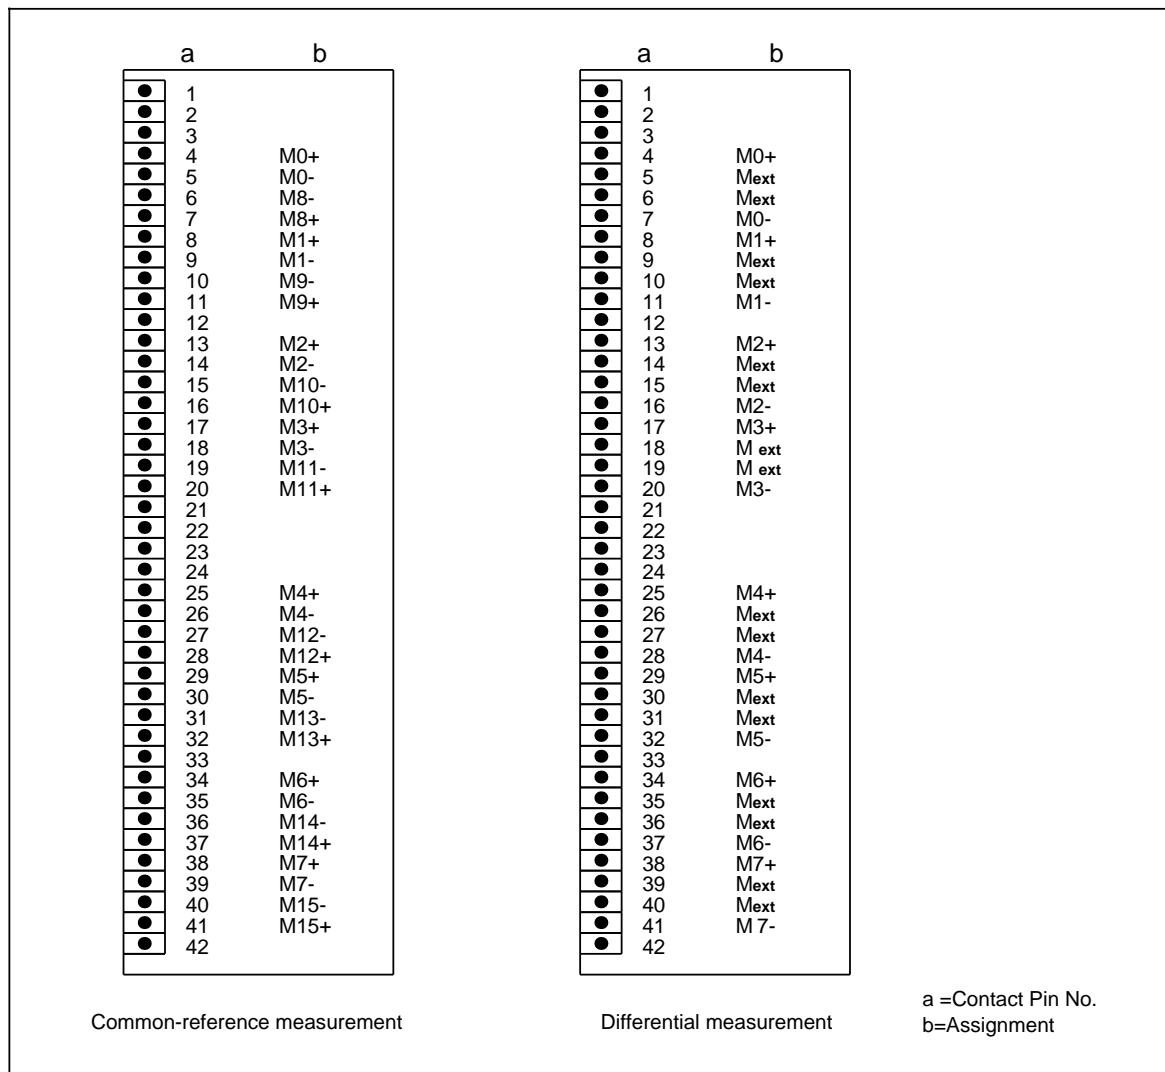 a b a b
1 1
2 2
3 3
4 M0+ 4 M0+
5 M0- 5 Mext
6 M8- 6 Mext
7 M8+ 7 M0-
8 M1+ 8 M1+
9 M1- 9 Mext
10 M9- 10 Mext
11 M9+ 11 M1-
12 12
13 M2+ 13 M2+
14 M2- 14 Mext
15 M10- 15 Mext
16 M10+ 16 M2-
17 M3+ 17 M3+
18 M3- 18 M ext
19 M11- 19 M ext
20 M11+ 20 M3-
21 21
22 22
23 23
24 24
25 M4+ 25 M4+
26 M4- 26 Mext
27 M12- 27 Mext
28 M12+ 28 M4-
29 M5+ 29 M5+
30 M5- 30 Mext
31 M13- 31 Mext
32 M13+ 32 M5-
33 33
34 M6+ 34 M6+
35 M6- 35 Mext
36 M14- 36 Mext
37 M14+ 37 M6-
38 M7+ 38 M7+
39 M7- 39 Mext
40 M15- 40 Mext
41 M15+ 41 M 7-
42 42
Common-reference measurement Differential measurement
a =Contact Pin No.
b=Assignment